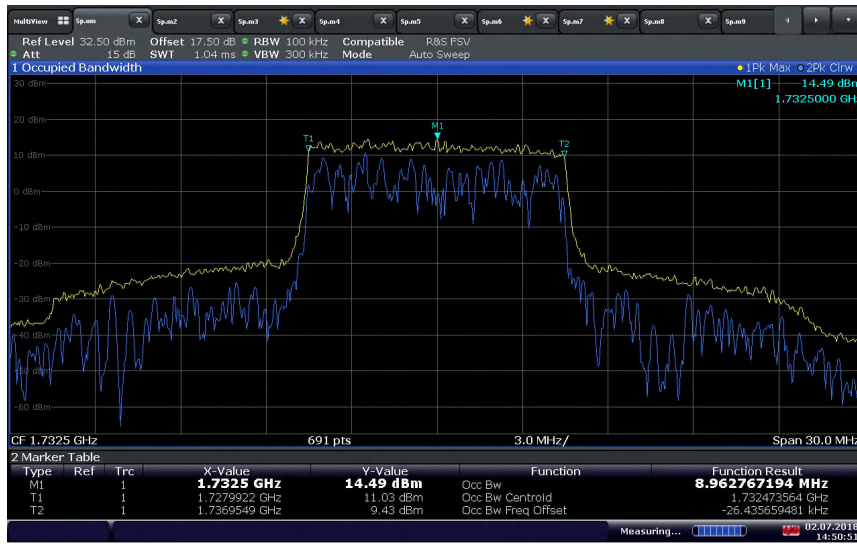 MultiView Sp.um X Sp.m2 X Sp.m3 X Sp.m4 X Sp.m5 X Sp.m6 X Sp.m7 X Sp.m8 X Sp.m9
Ref Level 32.50 dBm Offset 17.50 dB RBW 100 kHz Compatible R&S FSV
Att 15 dB SWT 1.04 ms VBW 300 kHz Mode Auto Sweep
1 Occupied Bandwidth 1Pk Max 2Pk Clrw
M1[1] 14.49 dBm
1.7325000 GHz
30 dBm
20 dBm
M1
T1
T2
10 dBm
0 dBm
-10 dBm
-20 dBm
-30 dBm
-40 dBm
-50 dBm
-60 dBm
CF 1.7325 GHz 691 pts 3.0 MHz/ Span 30.0 MHz
2 Marker Table
Type Ref Trc X-Value Y-Value Function Function Result
M1 1 1.7325 GHz 14.49 dBm Occ Bw 8.962767194 MHz
T1 1 1.7279922 GHz 11.03 dBm Occ Bw Centroid 1.732473564 GHz
T2 1 1.7369549 GHz 9.43 dBm Occ Bw Freq Offset -26.435659481 kHz
Measuring... 02.07.2018
14:50:51